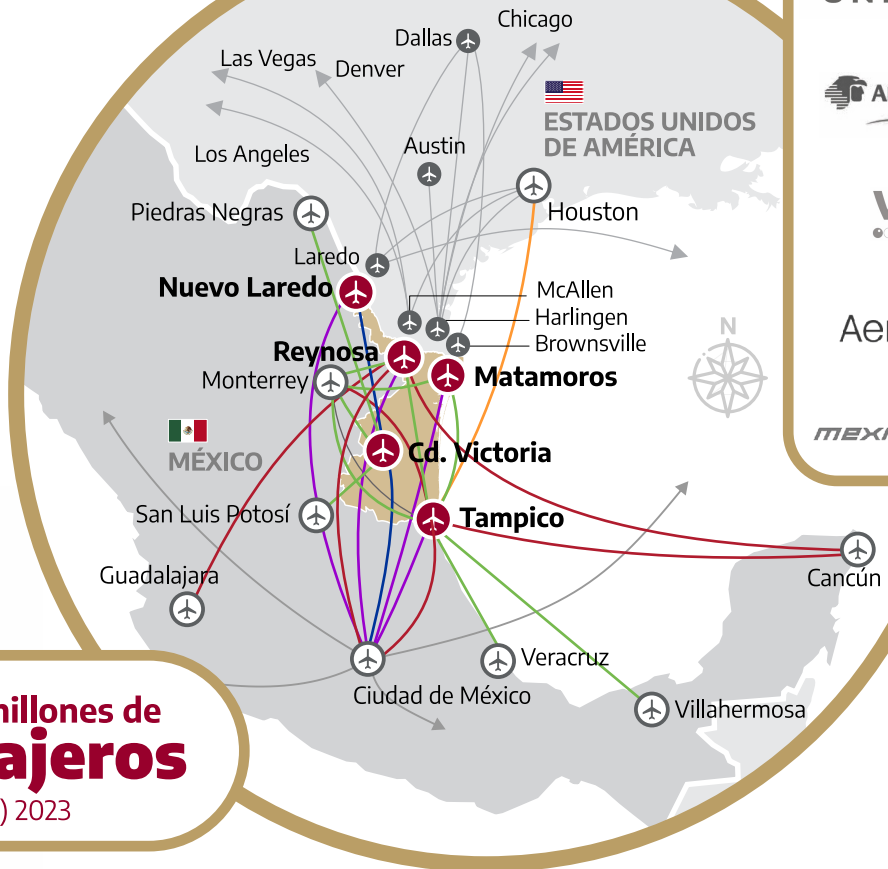 Chicago
Dallas
Las Vegas
Denver
ESTADOS UNIDOS
DE AMÉRICA
Austin
Los Angeles
Piedras Negras
Houston
Laredo
Nuevo Laredo
McAllen
Harlingen
Brownsville
N
Reynosa
Monterrey
Matamoros
MÉXICO
Cd. Victoria
San Luis Potosí
Tampico
Guadalajara
Cancún
Veracruz
Ciudad de México
Villahermosa
millones de
ajeros
) 2023